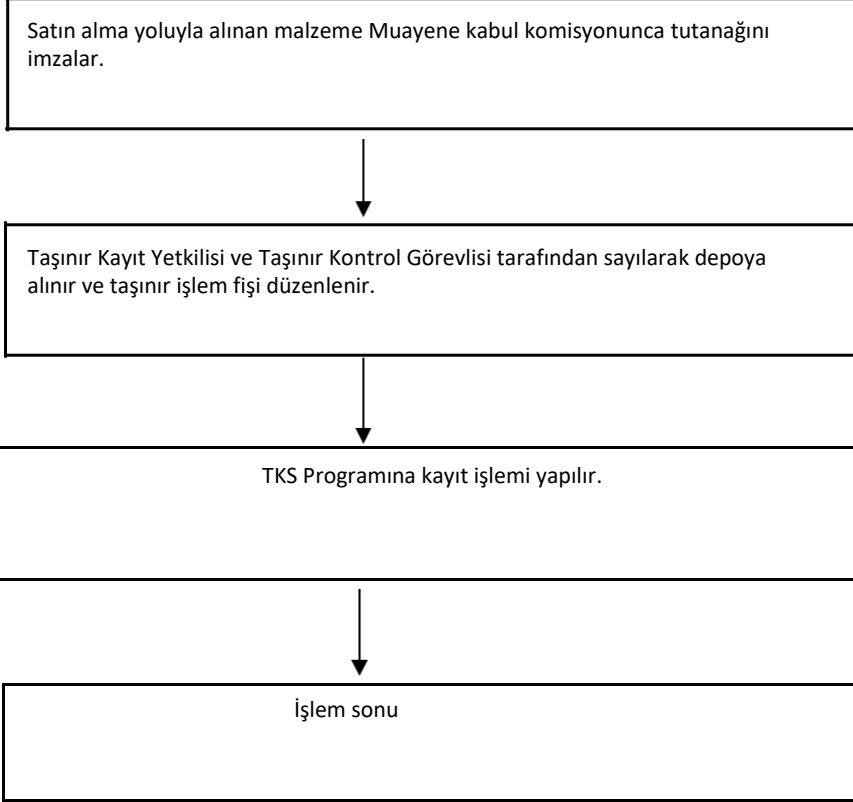 Satın alma yoluyla alınan malzeme Muayene kabul komisyonunca tutanağını
imzalar.
Taşınır Kayıt Yetkilisi ve Taşınır Kontrol Görevlisi tarafından sayılarak depoya
alınır ve taşınır işlem fişi düzenlenir.
TKS Programına kayıt işlemi yapılır.
İşlem sonu